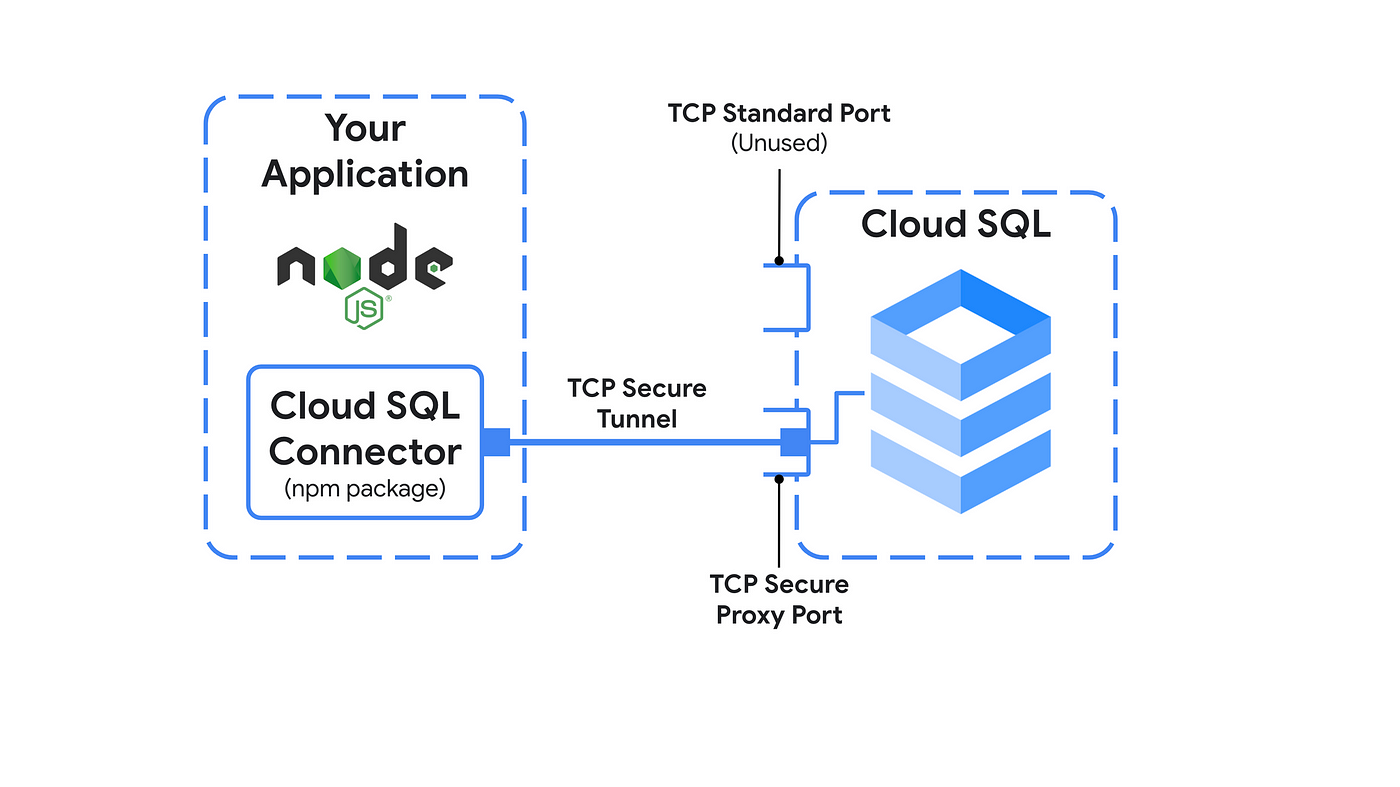 Your
Application
node
JS
®
Cloud SQL
Connector
(npm package)
TCP Secure
Tunnel
TCP Standard Port
(Unused)
Cloud SQL
TCP Secure
Proxy Port